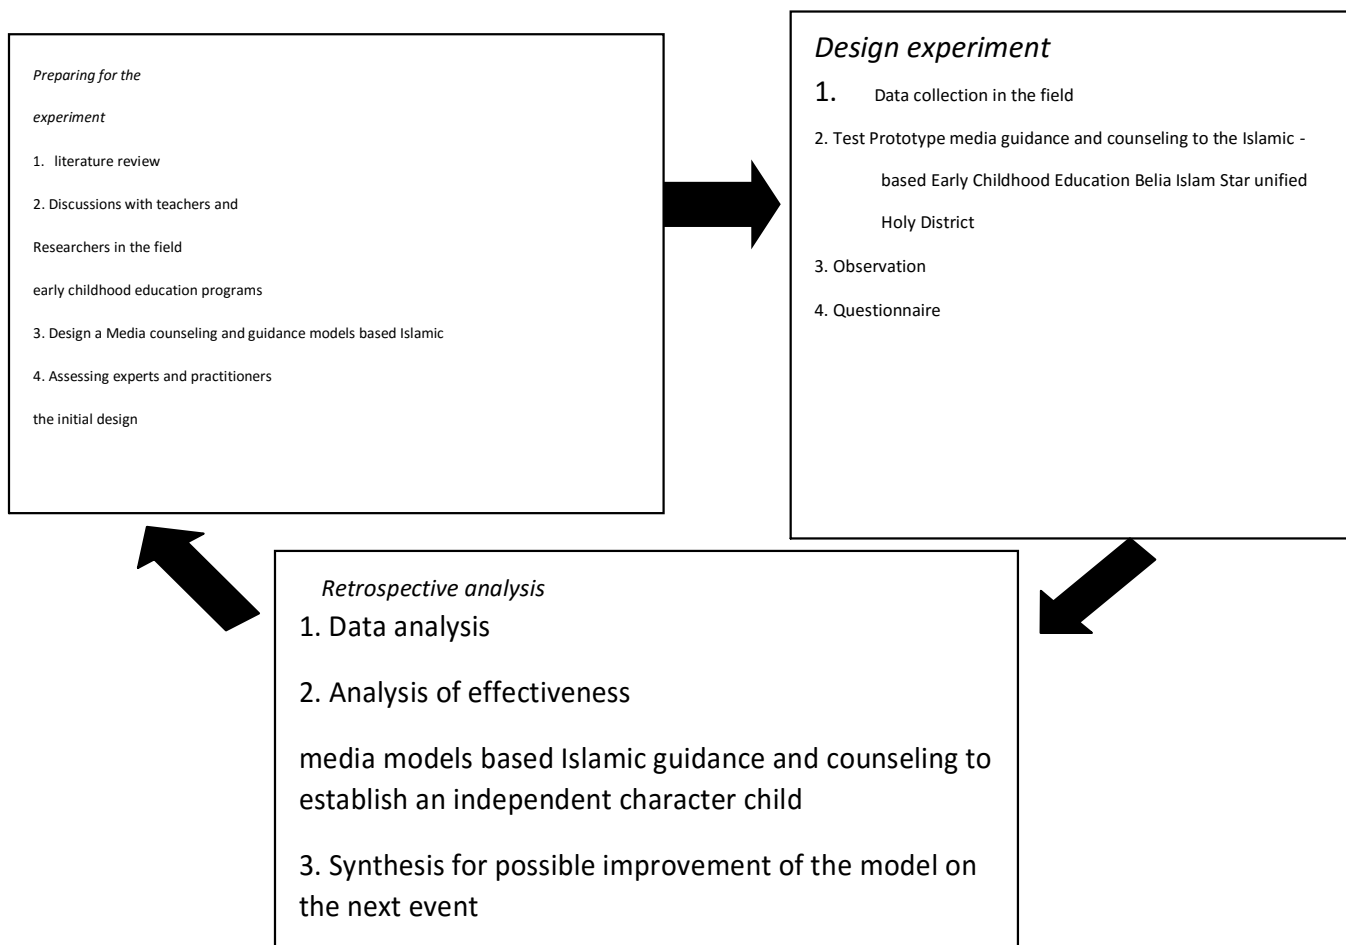 Preparing for the
experiment
1. literature review
2. Discussions with teachers and
Researchers in the field
early childhood education programs
3. Design a Media counseling and guidance models based Islamic
4. Assessing experts and practitioners
the initial design
Design experiment
1. Data collection in the field
2. Test Prototype media guidance and counseling to the Islamic -
based Early Childhood Education Belia Islam Star unified
Holy District
3. Observation
4. Questionnaire
Retrospective analysis
1. Data analysis
2. Analysis of effectiveness
media models based Islamic guidance and counseling to
establish an independent character child
3. Synthesis for possible improvement of the model on
the next event